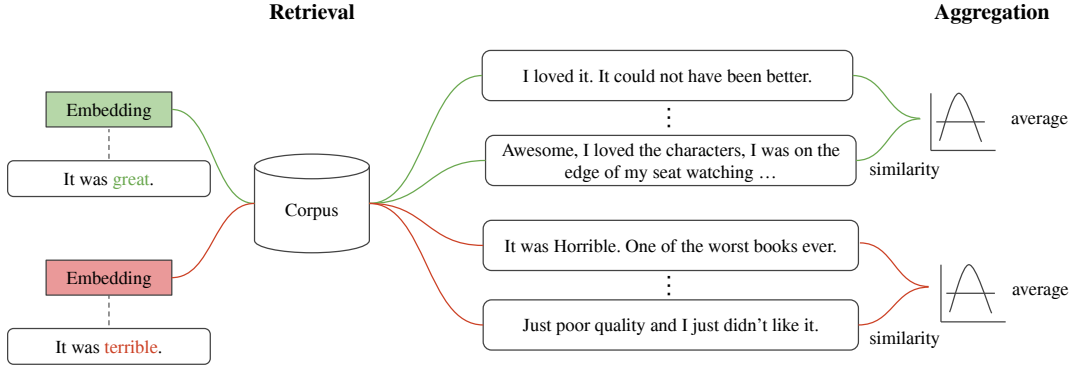 Retrieval
Aggregation
Embedding
It was great.
Embedding
It was terrible.
Corpus
I loved it. It could not have been better.
⋮
Awesome, I loved the characters, I was on the
edge of my seat watching …
It was Horrible. One of the worst books ever.
⋮
Just poor quality and I just didn’t like it.
similarity
average
similarity
average